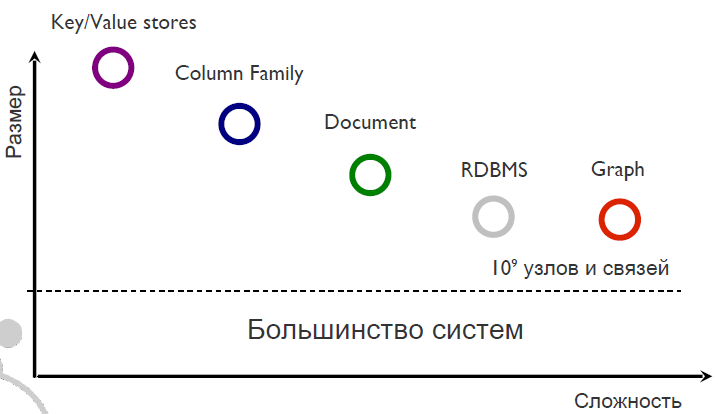 Key/Value stores
Column Family
Document
RDBMS
Graph
Размер
10⁹ узлов и связей
Большинство систем
Сложность